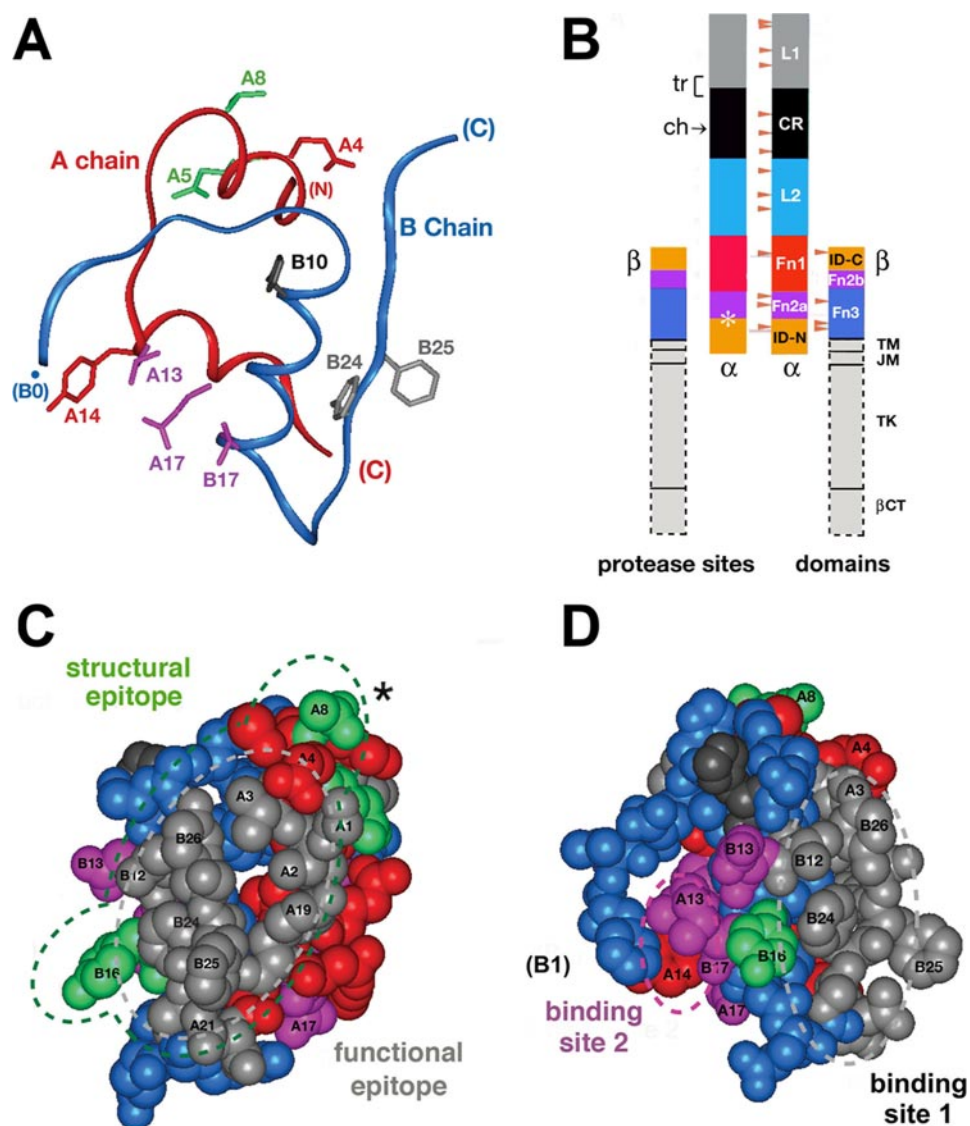 A
A8
A chain
A4
(C)
A5
(N)
B Chain
B10
B24
B25
(B0)
A13
A14
A17
B17
(C)
B
L1
tr
ch→
CR
L2
β
Fn1
ID-C
β
Fn2b
Fn2a
*
Fn3
ID-N
TM
JM
α
α
TK
βCT
protease sites
domains
C
structural
epitope
*
A8
A4
A3
A1
B26
B13
B12
A2
A19
B24
B25
B16
A21
A17
functional
epitope
D
A8
A4
A3
B26
B13
B12
A13
B24
B16
B25
(B1)
A14
B17
A17
binding
site 2
binding
site 1